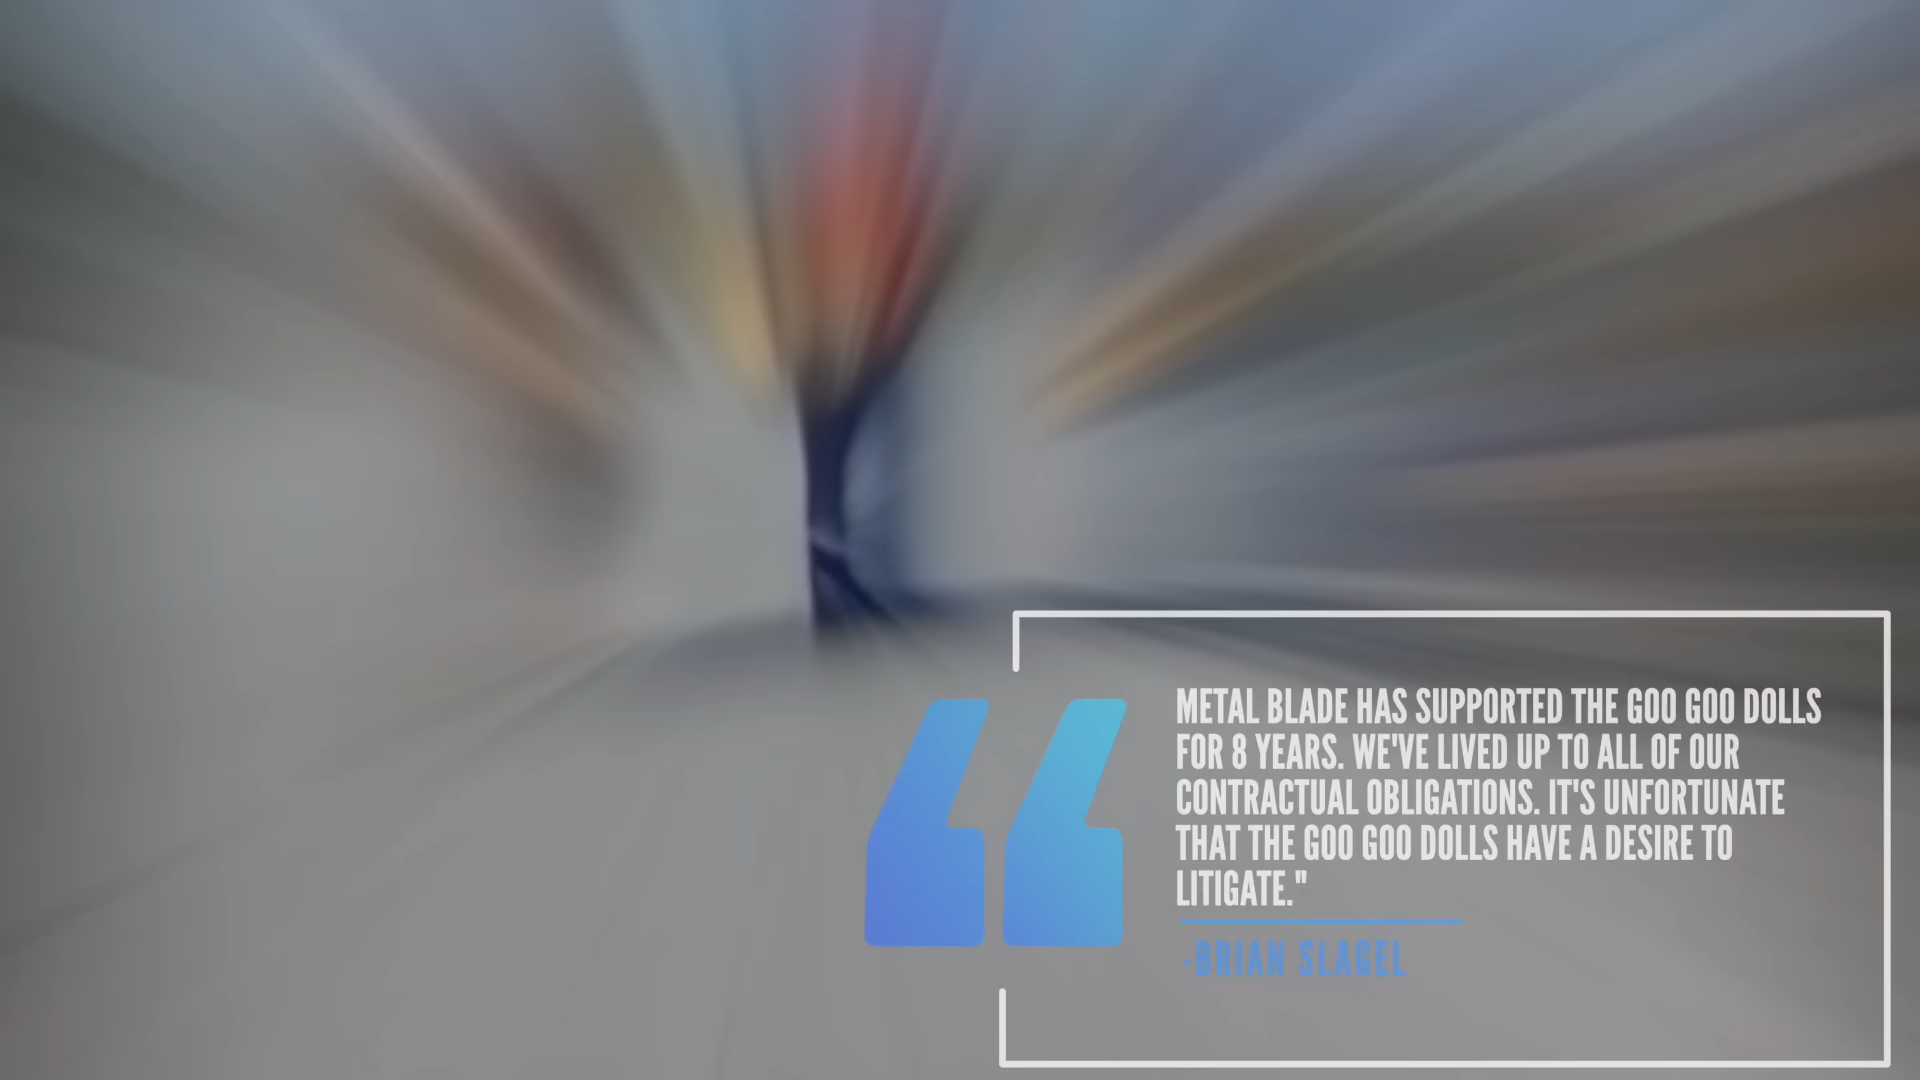 METAL BLADE HAS SUPPORTED THE GOO GOO DOLLS
FOR 8 YEARS. WE'VE LIVED UP TO ALL OF OUR
CONTRACTUAL OBLIGATIONS. IT'S UNFORTUNATE
THAT THE GOO GOO DOLLS HAVE A DESIRE TO
LITIGATE."
-BRIAN SLAGEL